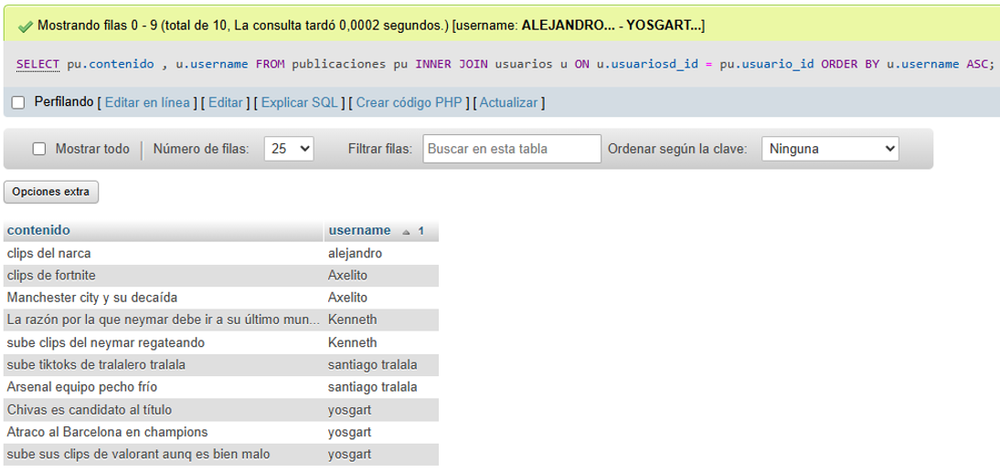 Mostrando filas 0 - 9 (total de 10, La consulta tardó 0,0002 segundos.) [username: ALEJANDRO... - YOSGART...]
SELECT pu.contenido , u.username FROM publicaciones pu INNER JOIN usuarios u ON u.usuariosd_id = pu.usuario_id ORDER BY u.username ASC;
Perfilando [ Editar en línea ] [ Editar ] [ Explicar SQL ] [ Crear código PHP ] [ Actualizar ]
Mostrar todo | Número de filas: 25 Filtrar filas: Buscar en esta tabla Ordenar según la clave: Ninguna
Opciones extra
contenido username 1
clips del narca alejandro
clips de fortnite Axelito
Manchester city y su decaída Axelito
La razón por la que neymar debe ir a su último mun... Kenneth
sube clips del neymar regateando Kenneth
sube tiktoks de tralalero tralala santiago tralala
Arsenal equipo pecho frío santiago tralala
Chivas es candidato al título yosgart
Atraco al Barcelona en champions yosgart
sube sus clips de valorant aunq es bien malo yosgart